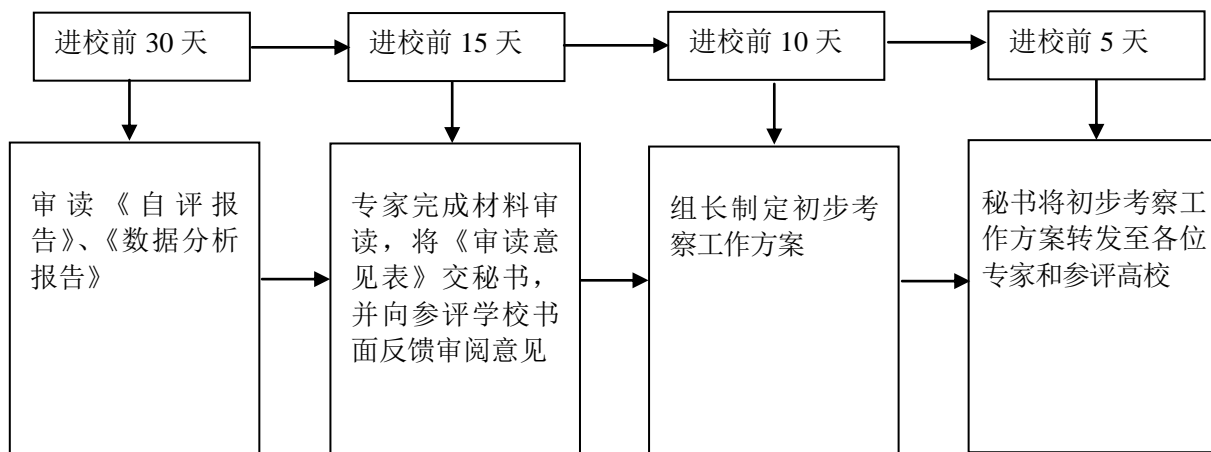 进校前 30 天
进校前 15 天
进校前 10 天
进校前 5 天
审读《自评报
告》、《数据分析
报告》
专家完成材料审
读，将《审读意
见表》交秘书，
并向参评学校书
面反馈审阅意见
组长制定初步考
察工作方案
秘书将初步考察工
作方案转发至各位
专家和参评高校